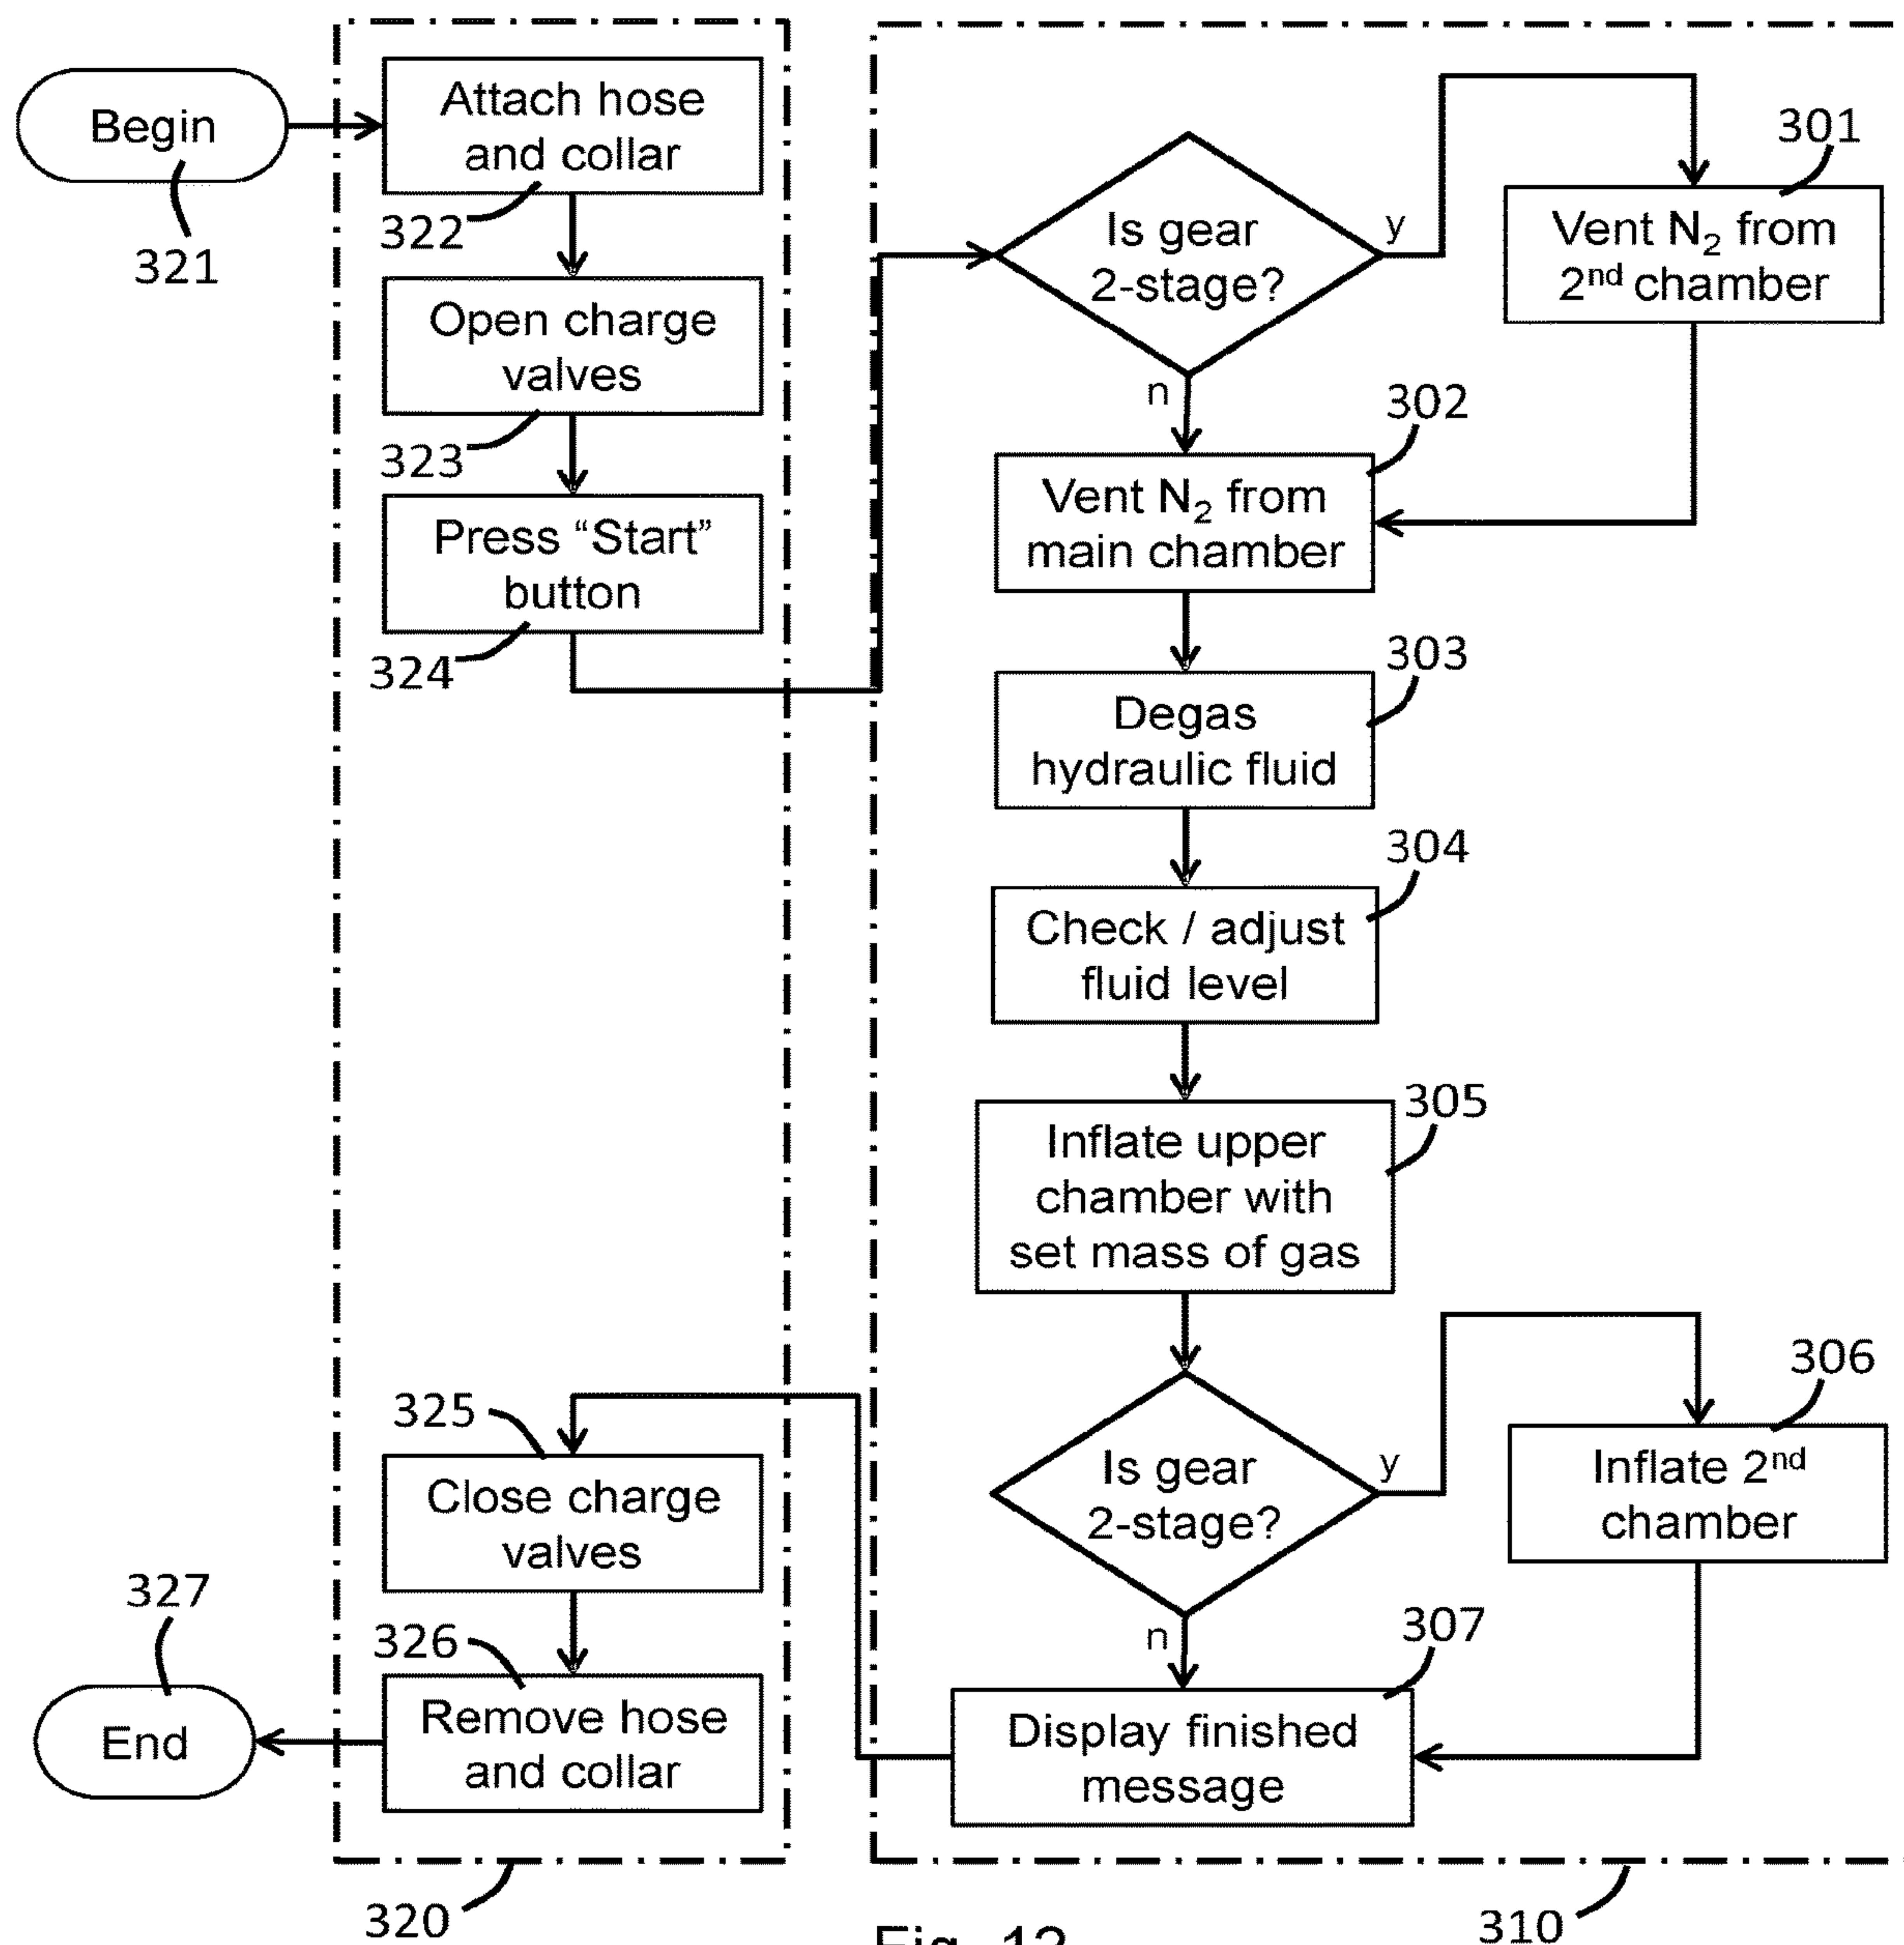 Begin
321
Attach hose
and collar
322
Open charge
valves
323
Press “Start”
button
324
Is gear
2-stage?
y
n
301
Vent N₂ from
2nd chamber
302
Vent N₂ from
main chamber
303
Degas
hydraulic fluid
304
Check / adjust
fluid level
305
Inflate upper
chamber with
set mass of gas
Is gear
2-stage?
y
n
306
Inflate 2nd
chamber
307
Display finished
message
325
Close charge
valves
326
Remove hose
and collar
327
End
320
310
Fig. 12